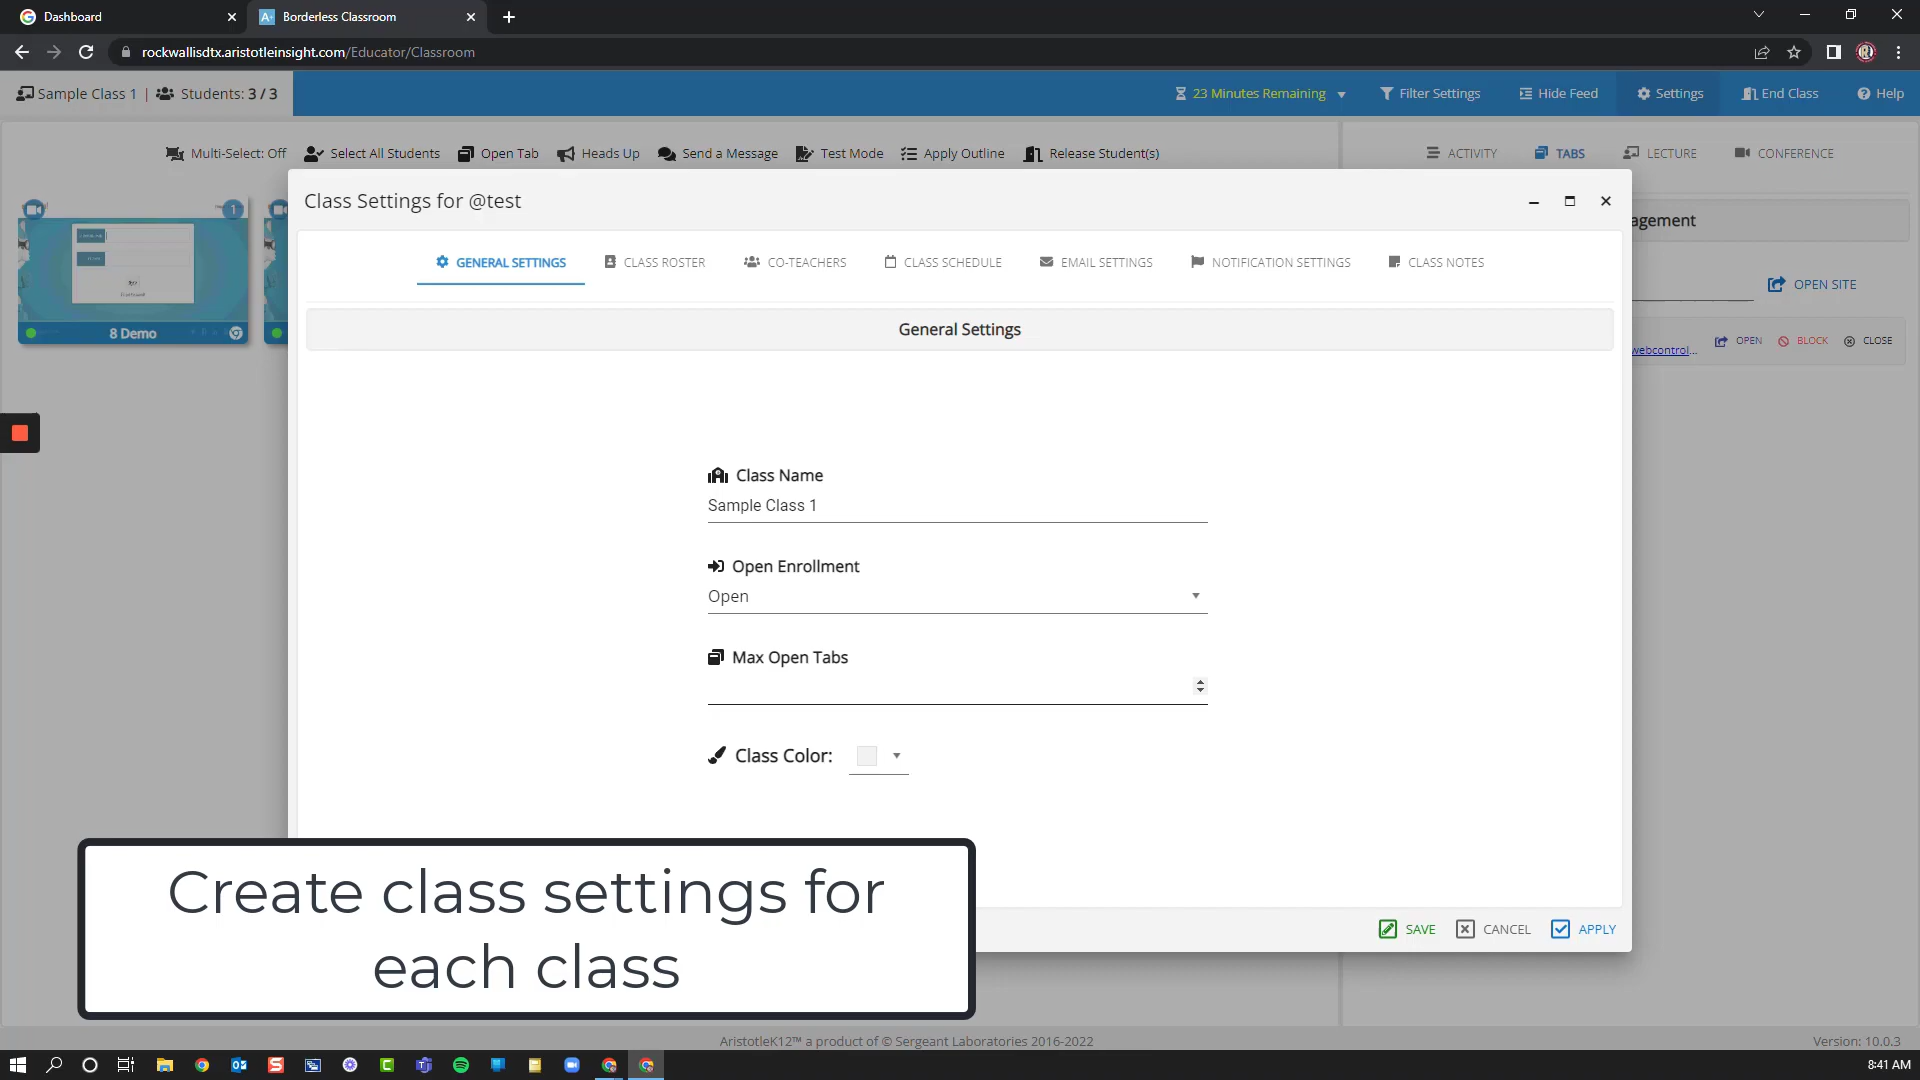 Dashboard
Borderless Classroom
rockwallisdtx.aristotleinsight.com/Educator/Classroom
Sample Class 1 | Students: 3 / 3
23 Minutes Remaining
Filter Settings
Hide Feed
Settings
End Class
Help
Multi-Select: Off
Select All Students
Open Tab
Heads Up
Send a Message
Test Mode
Apply Outline
Release Student(s)
ACTIVITY
TABS
LECTURE
CONFERENCE
Class Settings for @test
1
8 Demo
agement
OPEN SITE
webcontrol...
OPEN
BLOCK
CLOSE
GENERAL SETTINGS
CLASS ROSTER
CO-TEACHERS
CLASS SCHEDULE
EMAIL SETTINGS
NOTIFICATION SETTINGS
CLASS NOTES
General Settings
Class Name
Sample Class 1
Open Enrollment
Open
Max Open Tabs
Class Color:
Create class settings for
each class
SAVE
CANCEL
APPLY
AristotleK12™ a product of © Sergeant Laboratories 2016-2022
Version: 10.0.3
8:41 AM